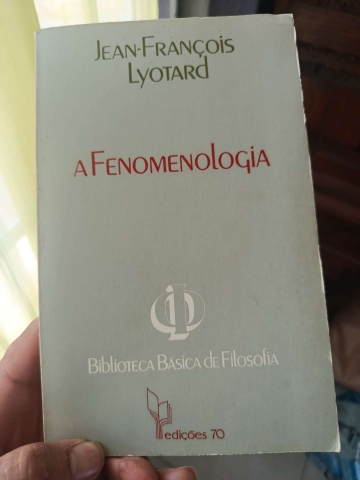 Jean-François
Lyotard
A Fenomenologia
Biblioteca Básica de Filosofia
edições 70